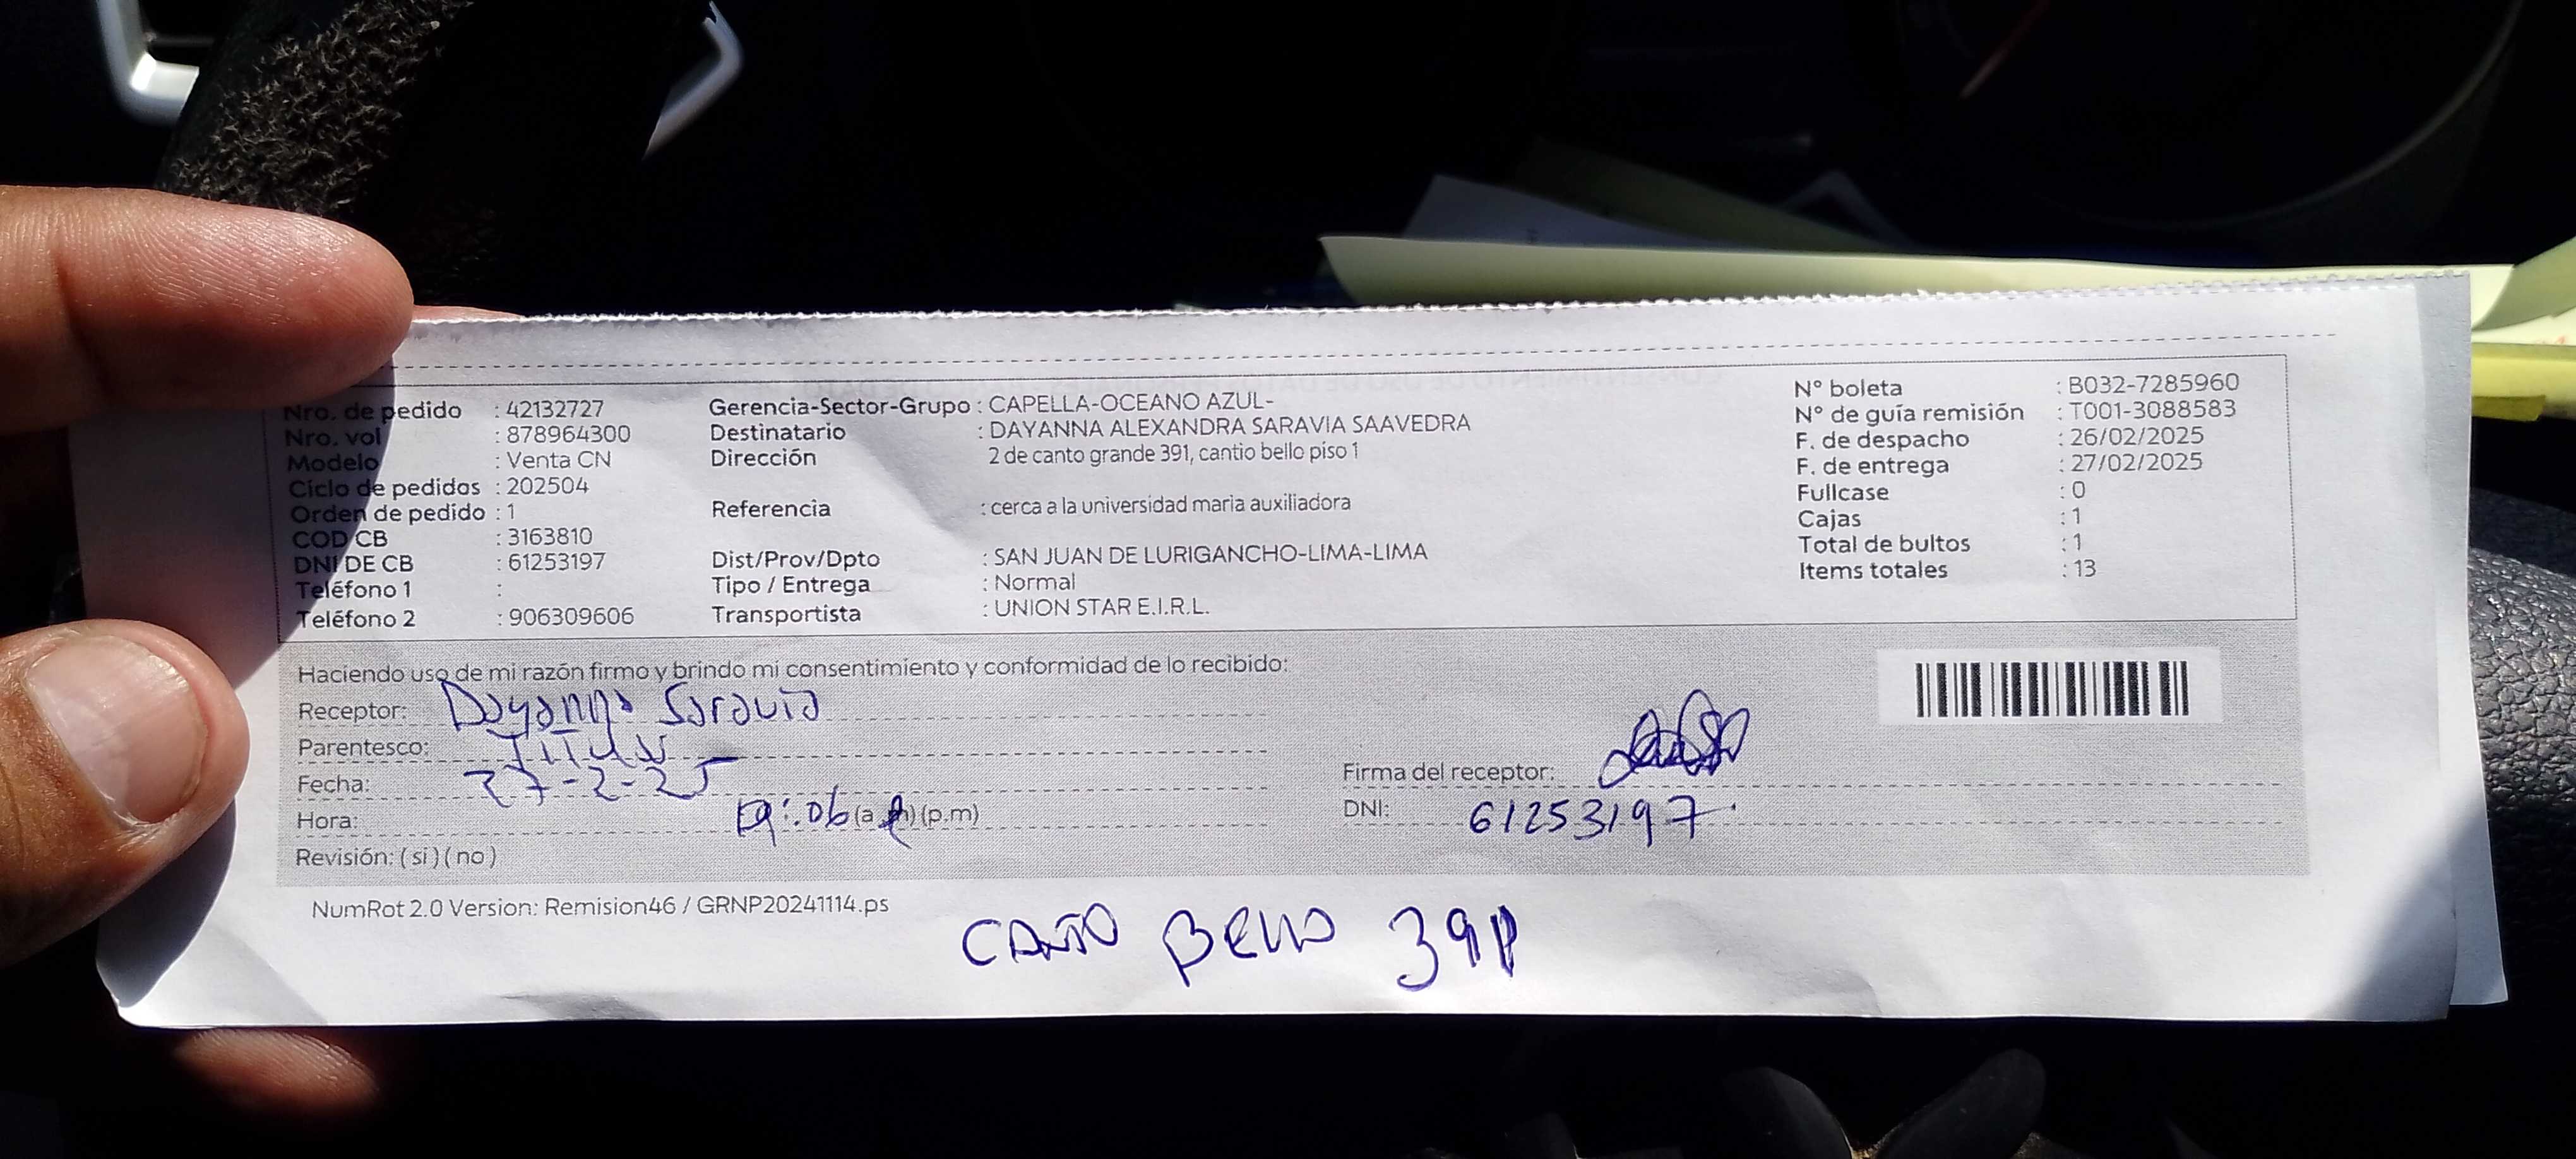 Nro. de pedido : 42132727
Nro. vol : 878964300
Modelo : Venta CN
Ciclo de pedidos : 202504
Orden de pedido : 1
COD CB : 3163810
DNI DE CB : 61253197
Teléfono 1 :
Teléfono 2 : 906309606
Gerencia-Sector-Grupo : CAPELLA-OCEANO AZUL-
Destinatario : DAYANNA ALEXANDRA SARAVIA SAAVEDRA
Dirección 2 de canto grande 391, cantio bello piso 1
Referencia : cerca a la universidad maria auxiliadora
Dist/Prov/Dpto : SAN JUAN DE LURIGANCHO-LIMA-LIMA
Tipo / Entrega : Normal
Transportista : UNION STAR E.I.R.L.
N° boleta : B032-7285960
N° de guía remisión : T001-3088583
F. de despacho : 26/02/2025
F. de entrega : 27/02/2025
Fullcase : 0
Cajas : 1
Total de bultos : 1
Items totales : 13
Haciendo uso de mi razón firmo y brindo mi consentimiento y conformidad de lo recibido:
Receptor: Dayanna Saravia
Parentesco: Titular
Fecha: 27-2-25
Hora: :06 (a.m) (p.m)
Revisión: ( si ) ( no )
Firma del receptor:
DNI: 61253197
NumRot 2.0 Version: Remision46 / GRNP20241114.ps
CANTO BELLO 391